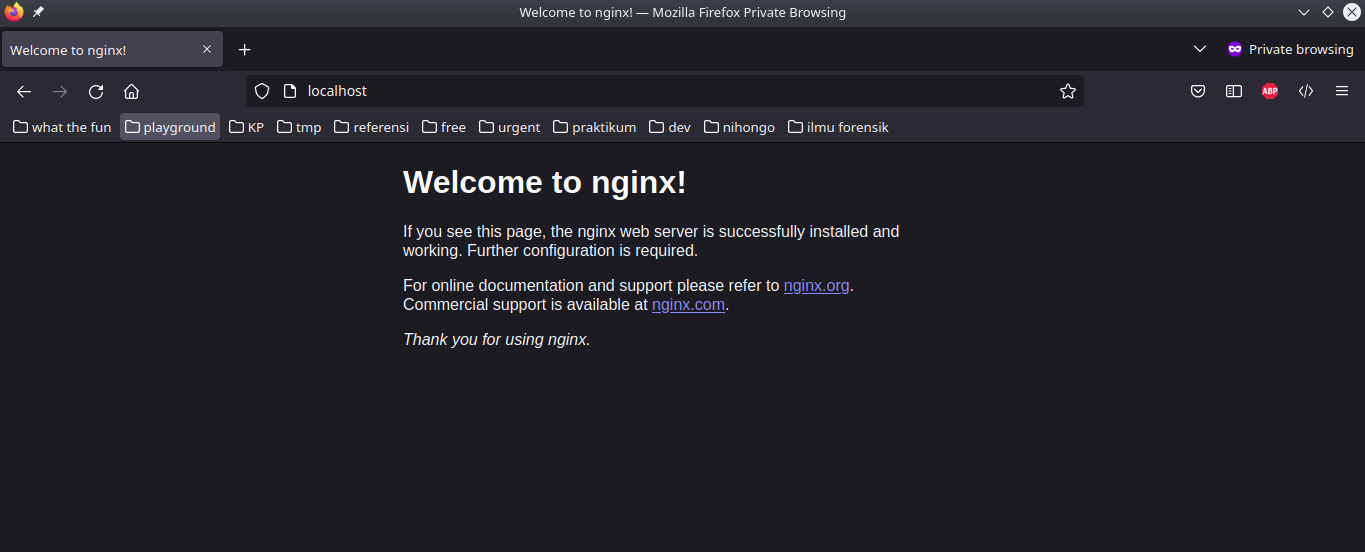 Welcome to nginx! — Mozilla Firefox Private Browsing
Welcome to nginx!
Private browsing
localhost
ABP
what the fun playground KP tmp referensi free urgent praktikum dev nihongo ilmu forensik
Welcome to nginx!
If you see this page, the nginx web server is successfully installed and
working. Further configuration is required.
For online documentation and support please refer to nginx.org.
Commercial support is available at nginx.com.
Thank you for using nginx.